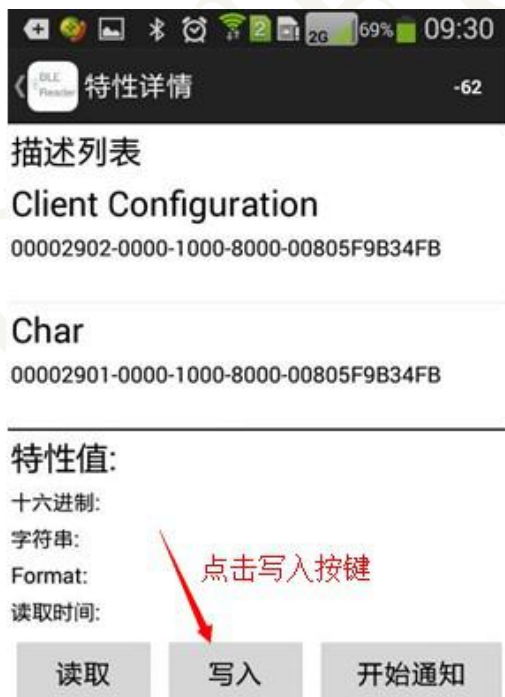 2G 69% 09:30
BLE Reader 特性详情 -62
描述列表
Client Configuration
00002902-0000-1000-8000-00805F9B34FB
Char
00002901-0000-1000-8000-00805F9B34FB
特性值:
十六进制:
字符串:
点击写入按键
Format:
读取时间:
读取 写入 开始通知